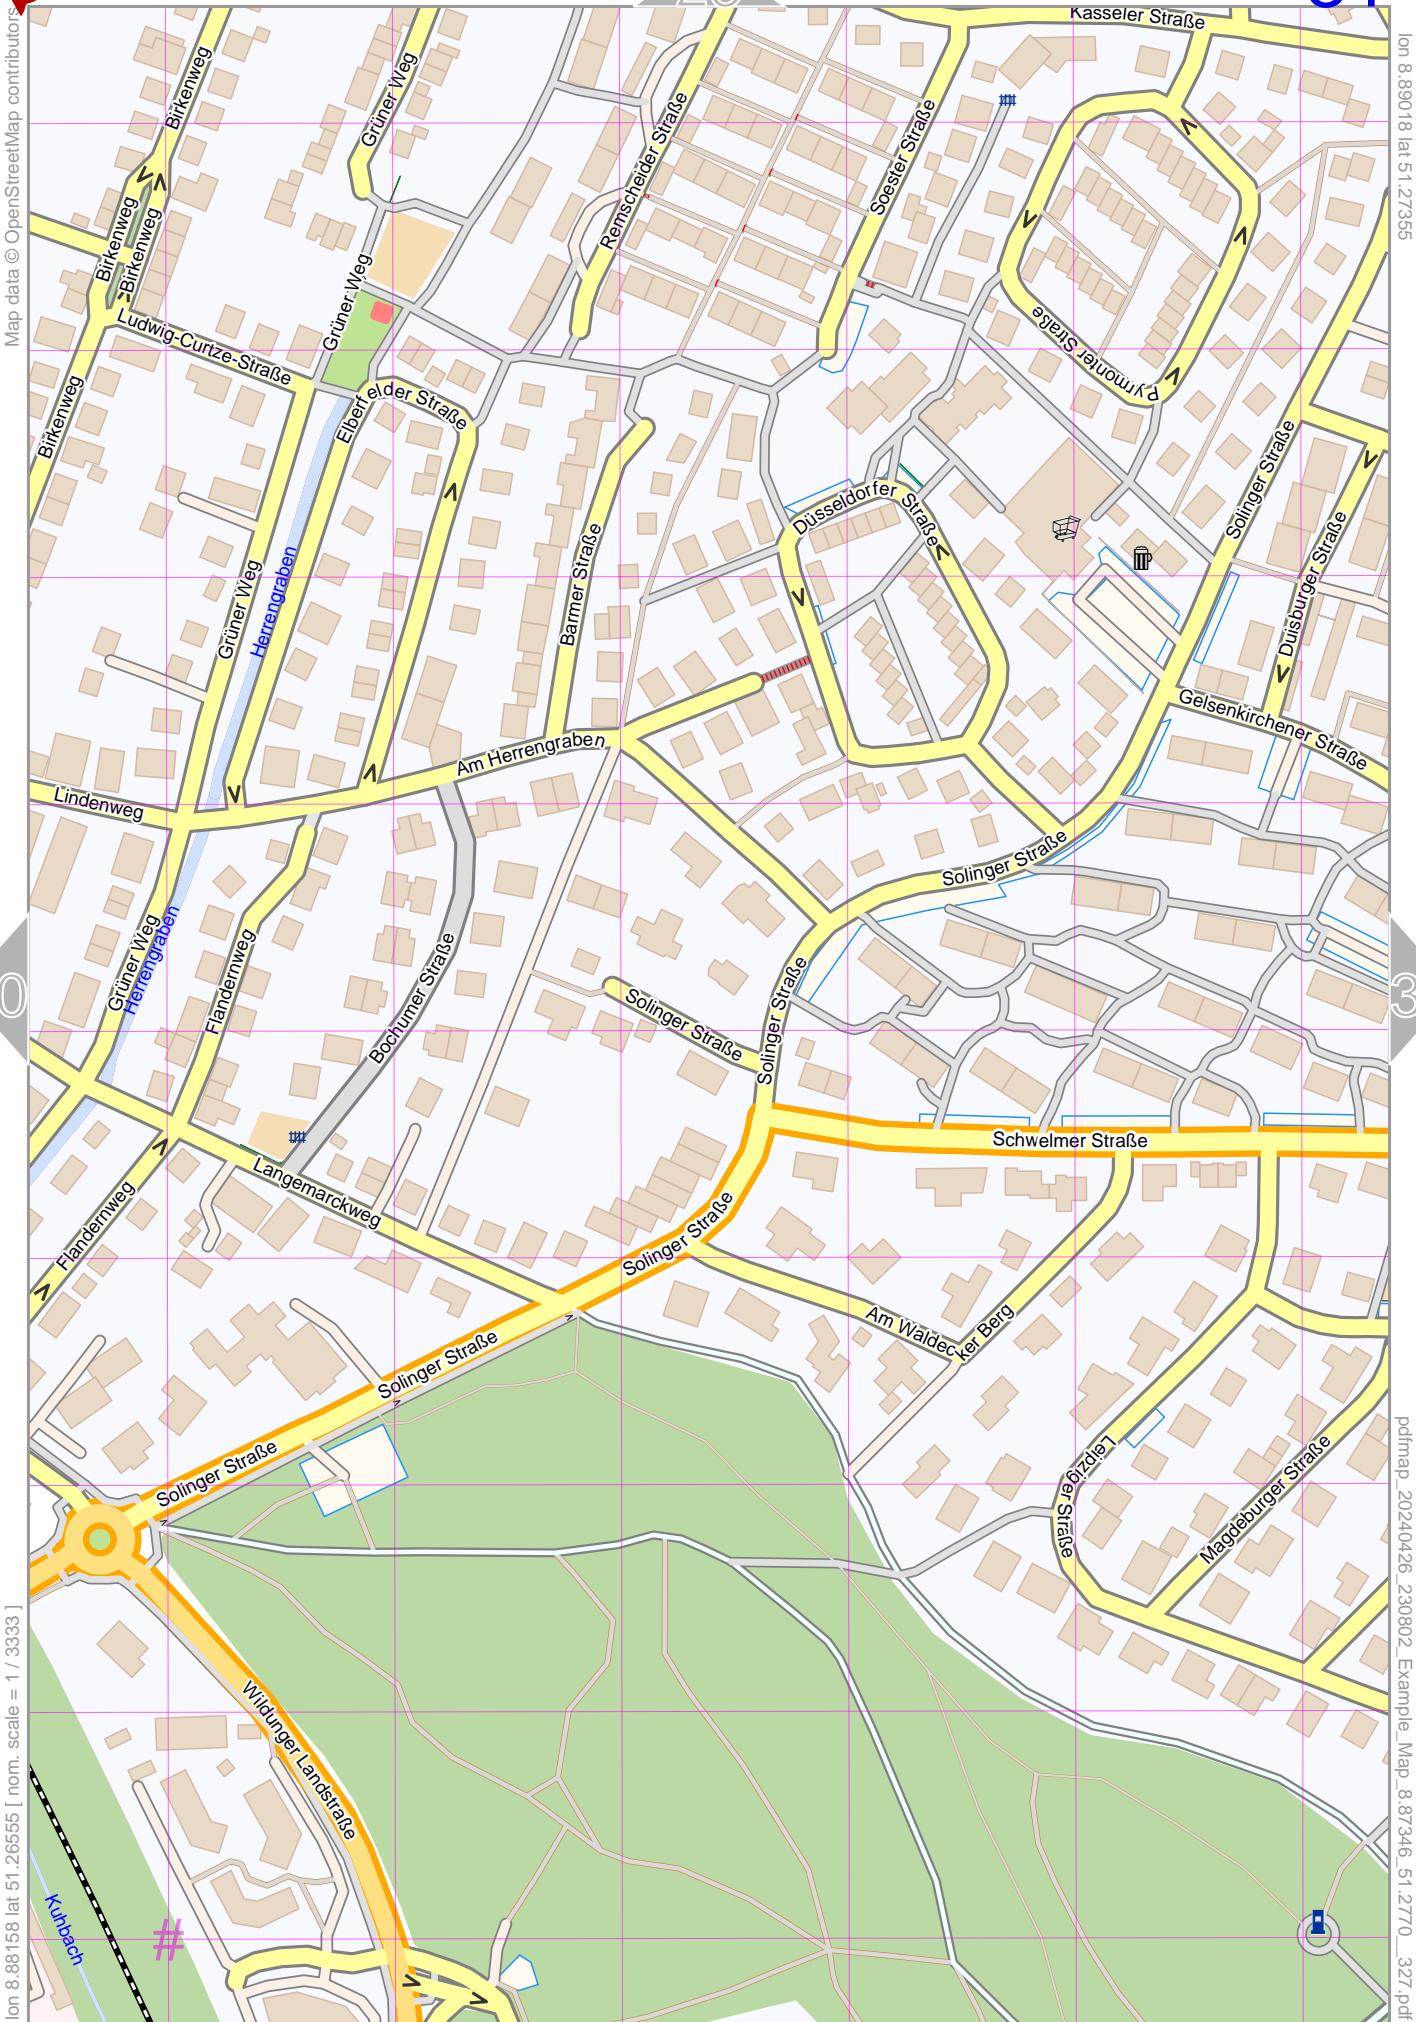 Kasseler Straße
Birkenweg
Grüner Weg
Remscheider Straße
Soester Straße
Birkenweg
Birkenweg
Grüner Weg
Ludwig-Curtze-Straße
Pyrmonter Straße
Birkenweg
Elberfelder Straße
Solinger Straße
Düsseldorfer Straße
Duisburger Straße
Barmer Straße
Grüner Weg
Herrengraben
Gelsenkirchener Straße
Am Herrengraben
Lindenweg
Solinger Straße
Grüner Weg
Herrengraben
Flandernweg
Bochumer Straße
Solinger Straße
Solinger Straße
Schwelmer Straße
Langemarckweg
Flandernweg
Solinger Straße
Am Waldecker Berg
Solinger Straße
Solinger Straße
Leipziger Straße
Magdeburger Straße
Wildunger Landstraße
Kuhbach
#
3
Map data © OpenStreetMap contributors
lon 8.88158 lat 51.26555 [ nom. scale = 1 / 3333 ]
lon 8.89018 lat 51.27355
pdfmap_20240426_230802_Example_Map_8.87346_51.2770__327.pdf